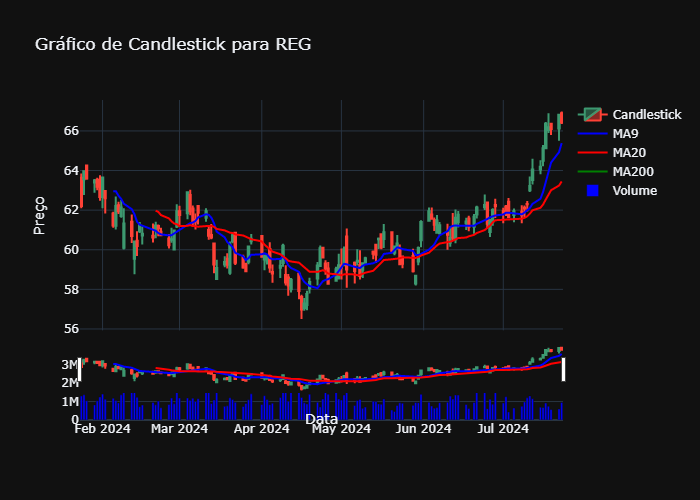 Gráfico de Candlestick para REG
Candlestick
MA9
MA20
MA200
Volume
Preço
66
64
62
60
58
56
3M
2M
1M
0
Feb 2024
Mar 2024
Apr 2024
May 2024
Jun 2024
Jul 2024
Data